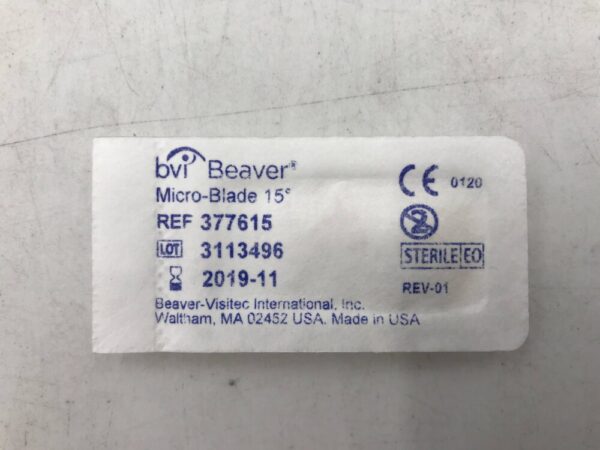 bvi Beaver®
Micro-Blade 15°
REF 377615
LOT 3113496
2019-11
Beaver-Visitec International, Inc.
Waltham, MA 02452 USA. Made in USA
CE 0120
2
STERILE EO
REV-01